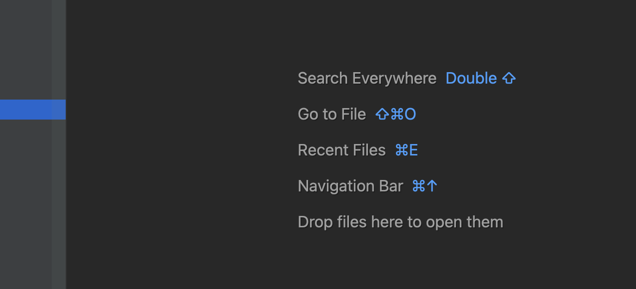 Search Everywhere Double ⇧
Go to File ⇧⌘O
Recent Files ⌘E
Navigation Bar ⌘↑
Drop files here to open them